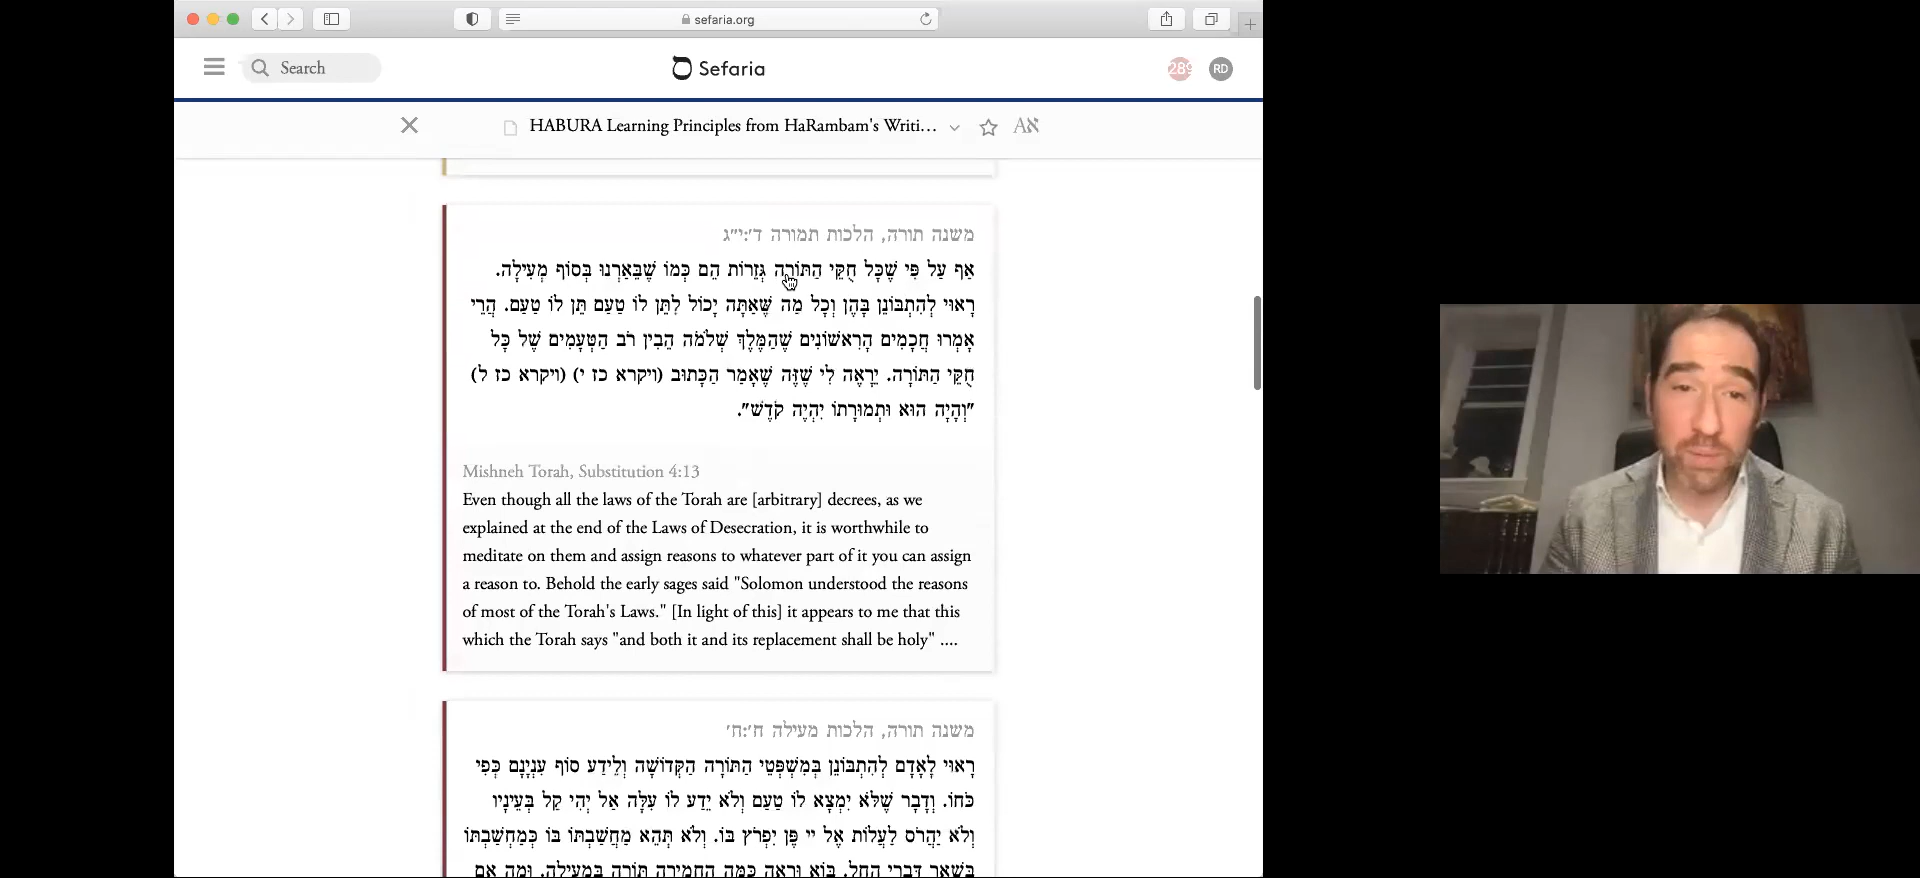 sefaria.org
Search
Sefaria
289
RD
HABURA Learning Principles from HaRambam's Writi...
Aא
משנה תורה, הלכות תמורה ד׳:י״ג
אַף עַל פִּי שֶׁכָּל חֻקֵּי הַתּוֹרָה גְּזֵרוֹת הֵם כְּמוֹ שֶׁבֵּאַרְנוּ בְּסוֹף מְעִילָה.
רָאוּי לְהִתְבּוֹנֵן בָּהֶן וְכָל מַה שֶּׁאַתָּה יָכוֹל לִתֵּן לוֹ טַעַם תֵּן לוֹ טַעַם. הֲרֵי
אָמְרוּ חֲכָמִים הָרִאשׁוֹנִים שֶׁהַמֶּלֶךְ שְׁלֹמֹה הֵבִין רֹב הַטְּעָמִים שֶׁל כָּל
חֻקֵּי הַתּוֹרָה. יֵרָאֶה לִי שֶׁזֶּה שֶׁאָמַר הַכָּתוּב (ויקרא כז י) (ויקרא כז ל)
"וְהָיָה הוּא וּתְמוּרָתוֹ יִהְיֶה קֹדֶשׁ".
Mishneh Torah, Substitution 4:13
Even though all the laws of the Torah are [arbitrary] decrees, as we
explained at the end of the Laws of Desecration, it is worthwhile to
meditate on them and assign reasons to whatever part of it you can assign
a reason to. Behold the early sages said "Solomon understood the reasons
of most of the Torah's Laws." [In light of this] it appears to me that this
which the Torah says "and both it and its replacement shall be holy" ....
משנה תורה, הלכות מעילה ח׳:ח׳
רָאוּי לָאָדָם לְהִתְבּוֹנֵן בְּמִשְׁפְּטֵי הַתּוֹרָה הַקְּדוֹשָׁה וְלֵידַע סוֹף עִנְיָנָם כְּפִי
כֹּחוֹ. וְדָבָר שֶׁלֹּא יִמְצָא לוֹ טַעַם וְלֹא יֵדַע לוֹ עִלָּה אַל יְהִי קַל בְּעֵינָיו
וְלֹא יַהֲרֹס לַעֲלוֹת אֶל יי פֶּן יִפְרֹץ בּוֹ. וְלֹא תְּהֵא מַחֲשַׁבְתּוֹ בּוֹ כְּמַחְשַׁבְתּוֹ
בִּשְׁאָר דִּבְרֵי הַחֹל. בּוֹא וּרְאֵה כַּמָּה הֶחְמִירָה תּוֹרָה בִּמְעִילָה. וּמָה אִם